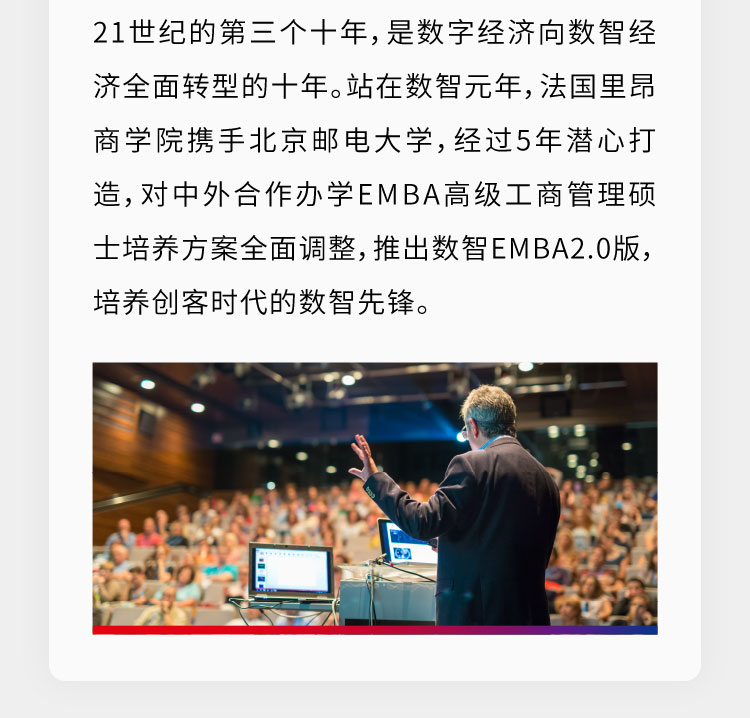 21世纪的第三个十年，是数字经济向数智经
济全面转型的十年。站在数智元年，法国里昂
商学院携手北京邮电大学，经过5年潜心打
造，对中外合作办学EMBA高级工商管理硕
士培养方案全面调整，推出数智EMBA2.0版，
培养创客时代的数智先锋。